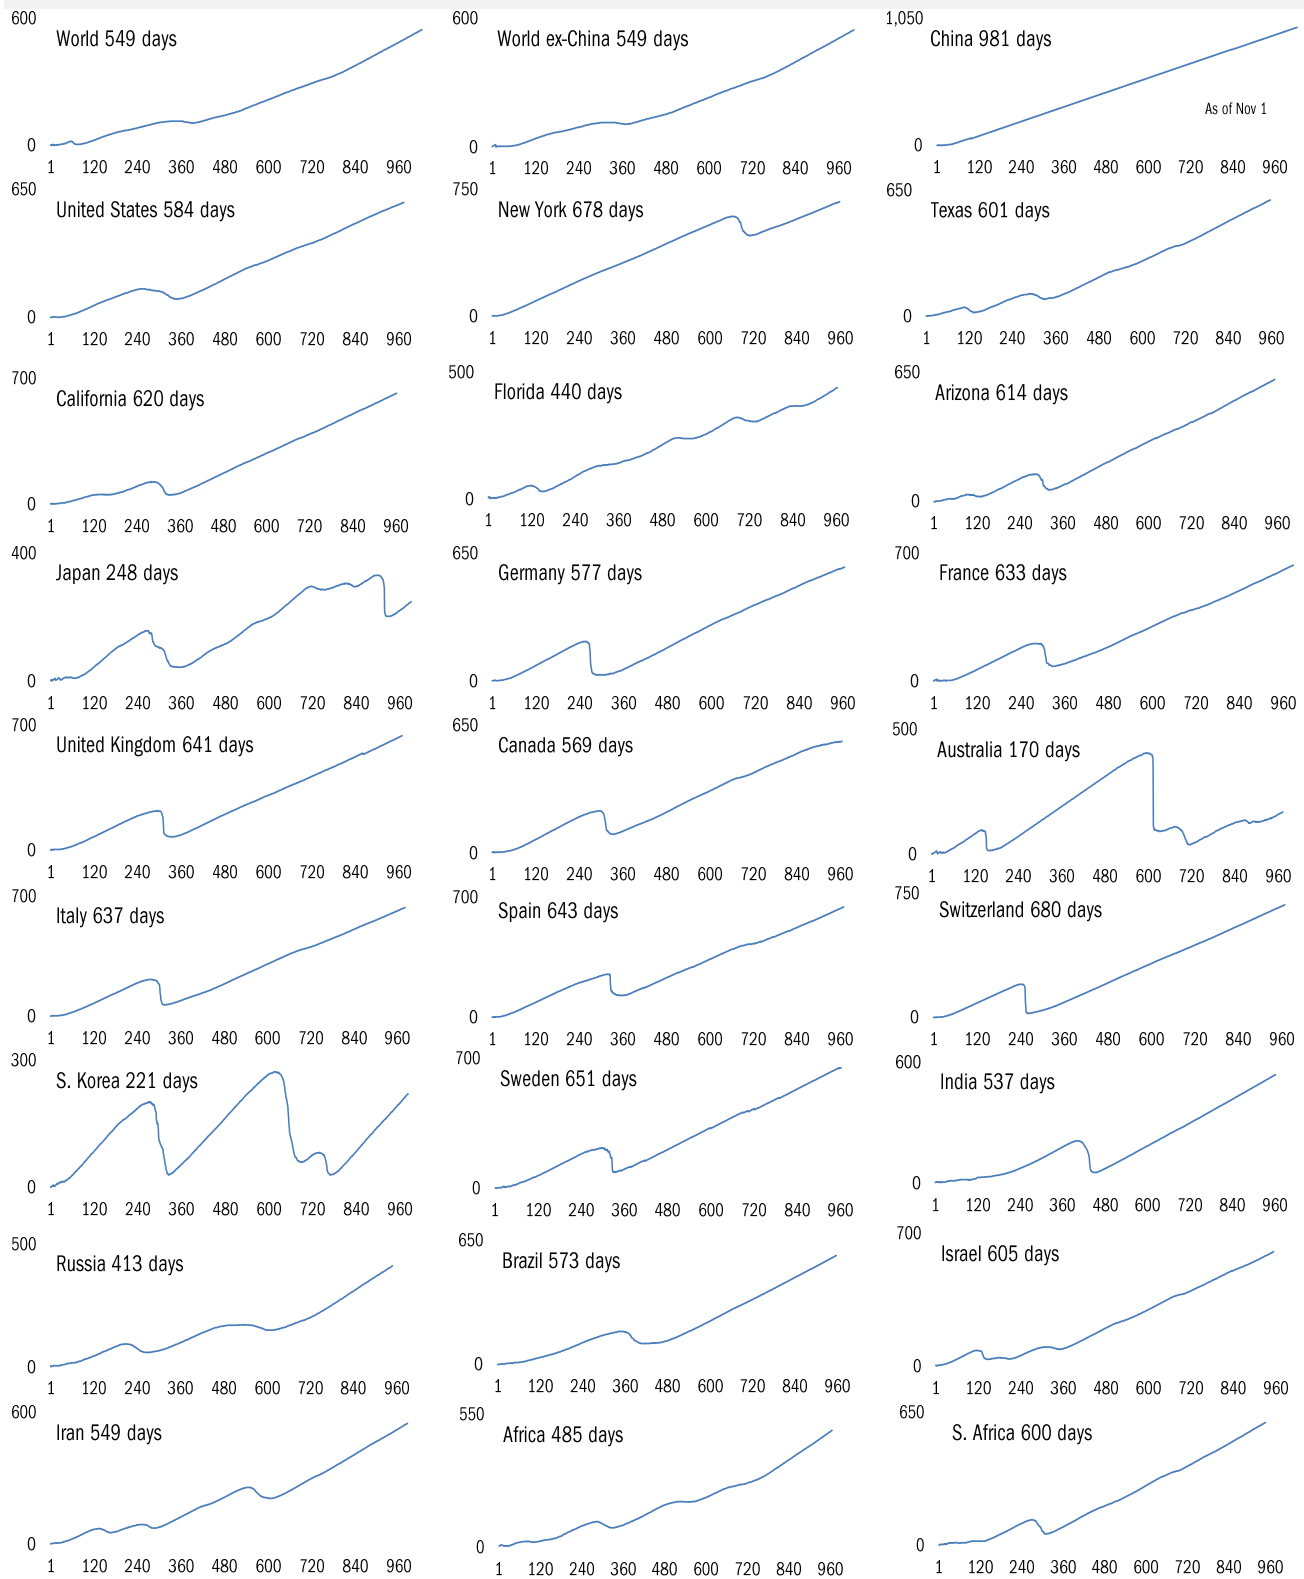 600 600 1,050
World 549 days World ex-China 549 days China 981 days
As of Nov 1
0 0 0
1 120 240 360 480 600 720 840 960 1 120 240 360 480 600 720 840 960 1 120 240 360 480 600 720 840 960
650 750 650
United States 584 days New York 678 days Texas 601 days
0 0 0
1 120 240 360 480 600 720 840 960 1 120 240 360 480 600 720 840 960 1 120 240 360 480 600 720 840 960
700 500 650
California 620 days Florida 440 days Arizona 614 days
0 0 0
1 120 240 360 480 600 720 840 960 1 120 240 360 480 600 720 840 960 1 120 240 360 480 600 720 840 960
400 650 700
Japan 248 days Germany 577 days France 633 days
0 0 0
1 120 240 360 480 600 720 840 960 1 120 240 360 480 600 720 840 960 1 120 240 360 480 600 720 840 960
700 650 500
United Kingdom 641 days Canada 569 days Australia 170 days
0 0 0
1 120 240 360 480 600 720 840 960 1 120 240 360 480 600 720 840 960 1 120 240 360 480 600 720 840 960
700 700 750
Italy 637 days Spain 643 days Switzerland 680 days
0 0 0
1 120 240 360 480 600 720 840 960 1 120 240 360 480 600 720 840 960 1 120 240 360 480 600 720 840 960
300 700 600
S. Korea 221 days Sweden 651 days India 537 days
0 0 0
1 120 240 360 480 600 720 840 960 1 120 240 360 480 600 720 840 960 1 120 240 360 480 600 720 840 960
500 650 700
Russia 413 days Brazil 573 days Israel 605 days
0 0 0
1 120 240 360 480 600 720 840 960 1 120 240 360 480 600 720 840 960 1 120 240 360 480 600 720 840 960
600 550 650
Iran 549 days Africa 485 days S. Africa 600 days
0 0 0
1 120 240 360 480 600 720 840 960 1 120 240 360 480 600 720 840 960 1 120 240 360 480 600 720 840 960